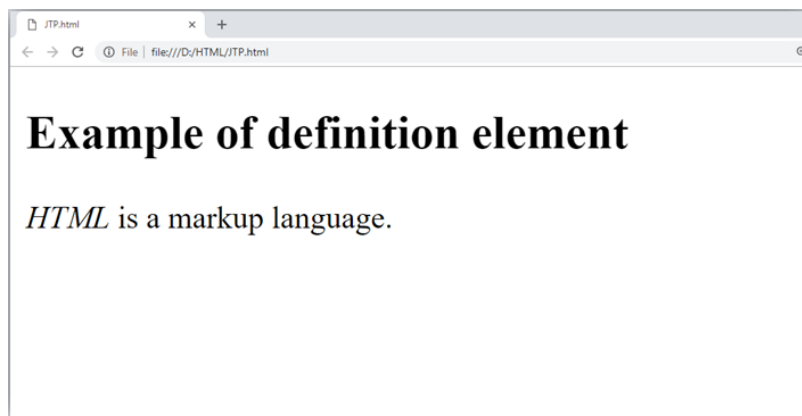 JTP.html
File file:///D:/HTML/JTP.html
Example of definition element
HTML is a markup language.